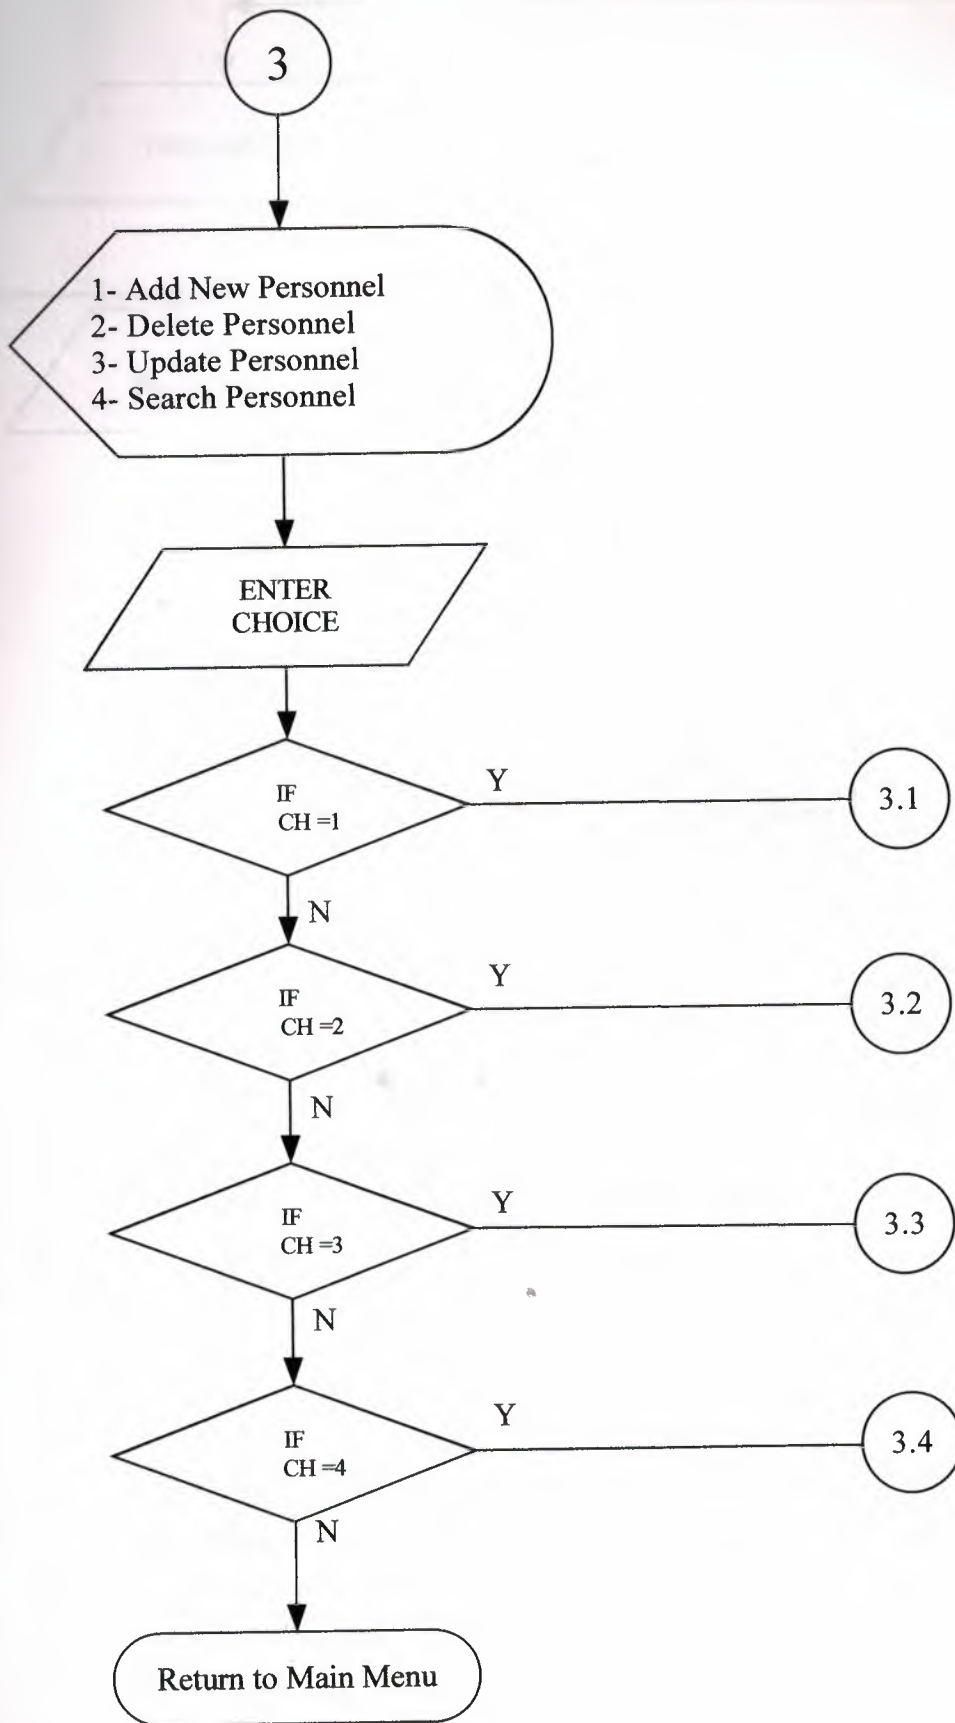 3
1- Add New Personnel
2- Delete Personnel
3- Update Personnel
4- Search Personnel
ENTER
CHOICE
IF
CH =1
Y
3.1
N
IF
CH =2
Y
3.2
N
IF
CH =3
Y
3.3
N
IF
CH =4
Y
3.4
N
Return to Main Menu